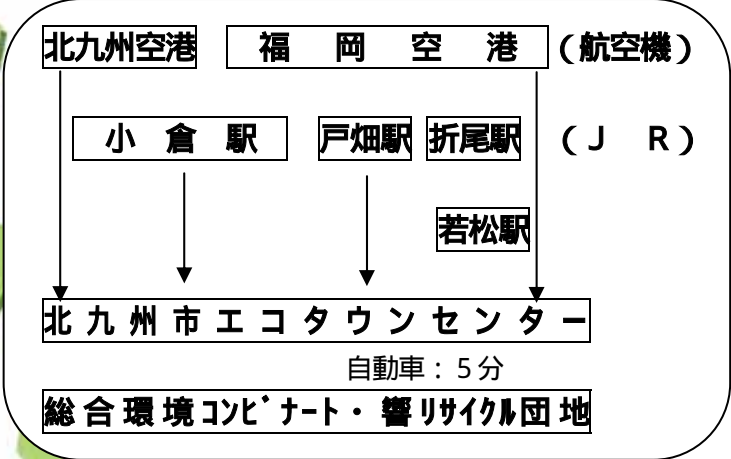 北九州空港 福岡空港 (航空機)
小倉駅 戸畑駅 折尾駅 (JR)
若松駅
北九州市エコタウンセンター
自動車：5分
総合環境コンビナート・響リサイクル団地